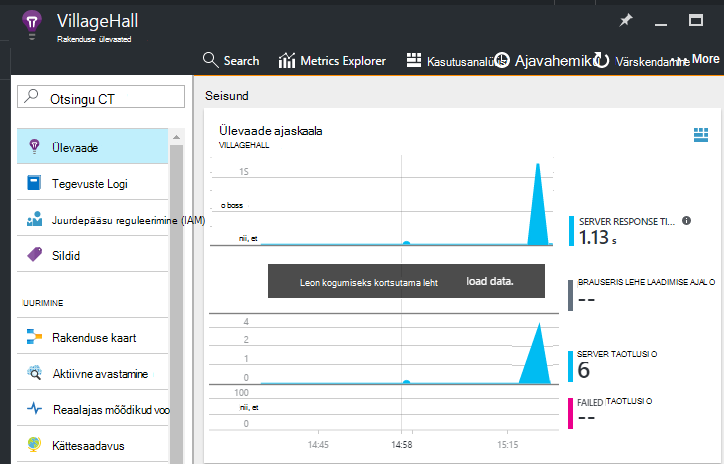 VillageHall
Rakenduse ülevaated
Search
Metrics Explorer
Kasutusanalüüs
Ajavahemiku
Värskendamine
More
Otsingu CT
Seisund
Ülevaade
Tegevuste Logi
Juurdepääsu reguleerimine (IAM)
Sildid
UURIMINE
Rakenduse kaart
Aktiivne avastamine
Reaalajas mõõdikud voo
Kättesaadavus
Ülevaade ajaskaala
VILLAGEHALL
1S
o boss
nii, et
SERVER RESPONSE TI...
1.13 s
Leon kogumiseks kortsutama leht load data.
BRAUSERIS LEHE LAADIMISE AJAL O
--
4
2
1
0
SERVER TAOTLUSI O
6
100
nii, et
0
FAILED TAOTLUSI O
--
14:45
14:58
15:15